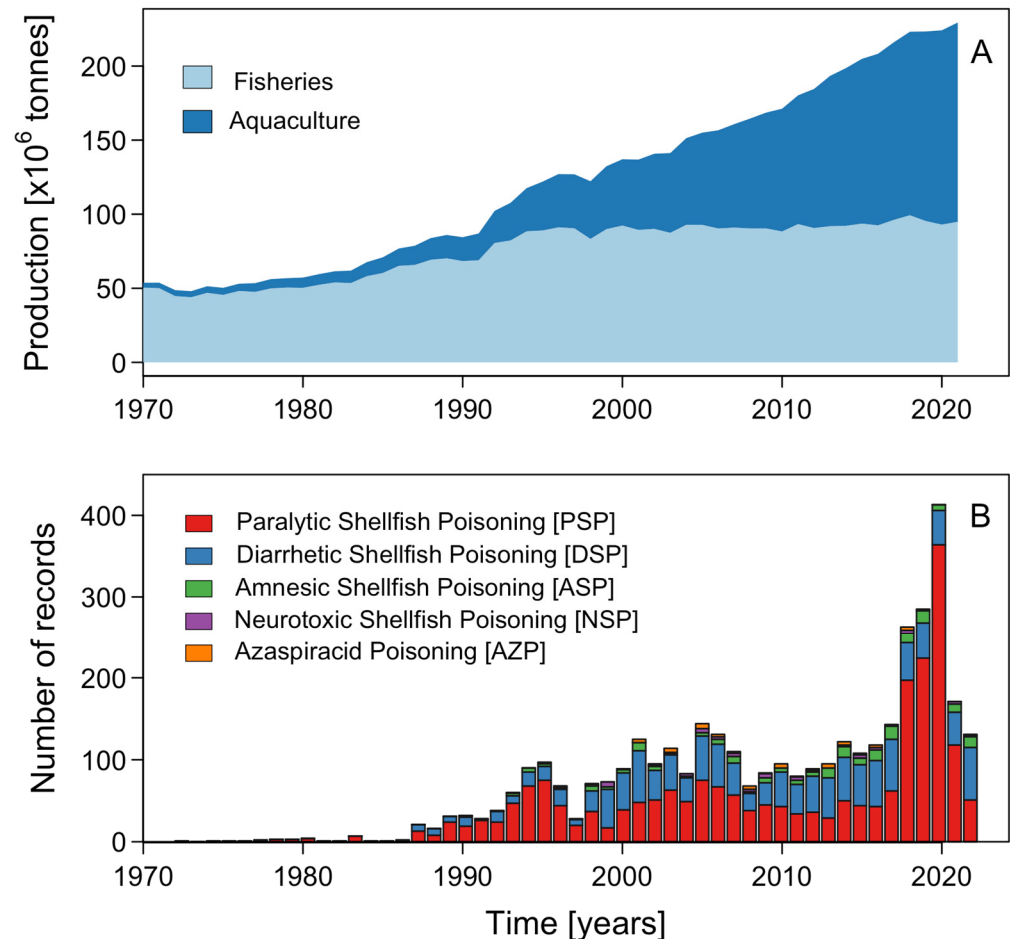 A
Production [x10⁶ tonnes]
200
150
100
50
0
Fisheries
Aquaculture
1970 1980 1990 2000 2010 2020
B
Number of records
400
300
200
100
0
Paralytic Shellfish Poisoning [PSP]
Diarrhetic Shellfish Poisoning [DSP]
Amnesic Shellfish Poisoning [ASP]
Neurotoxic Shellfish Poisoning [NSP]
Azaspiracid Poisoning [AZP]
1970 1980 1990 2000 2010 2020
Time [years]